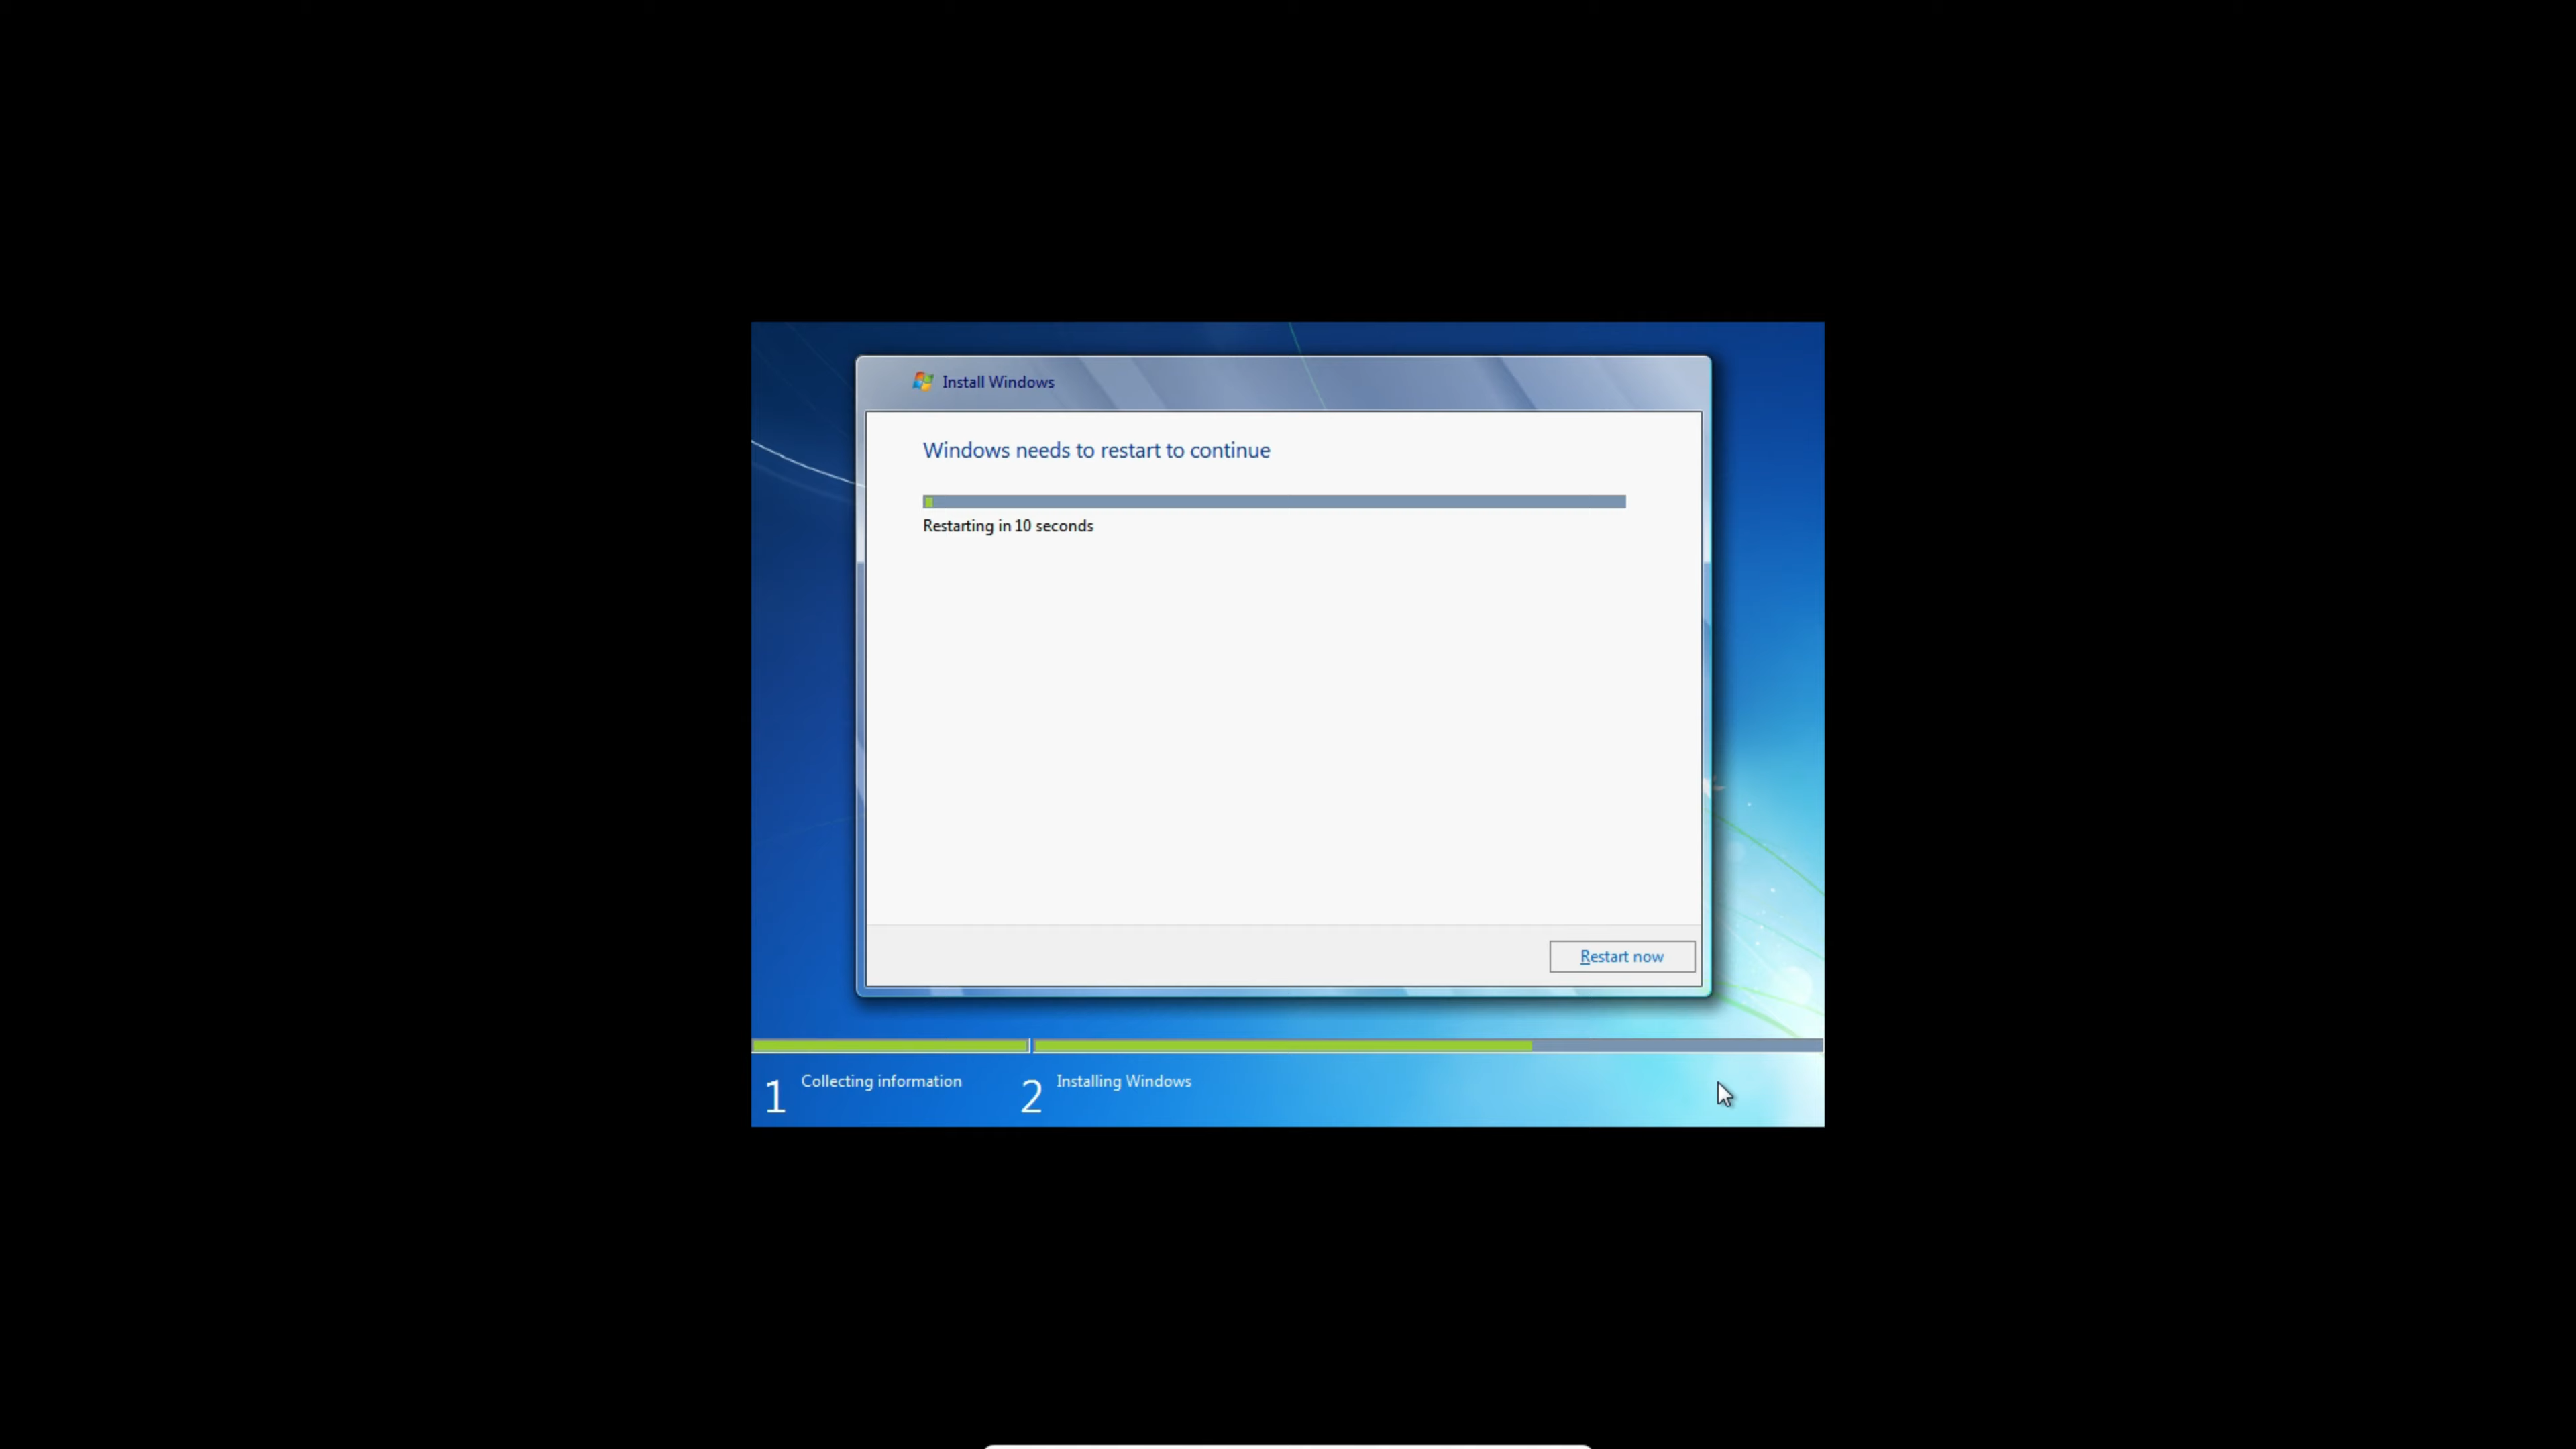 Install Windows
Windows needs to restart to continue
Restarting in 10 seconds
Restart now
1 Collecting information
2 Installing Windows